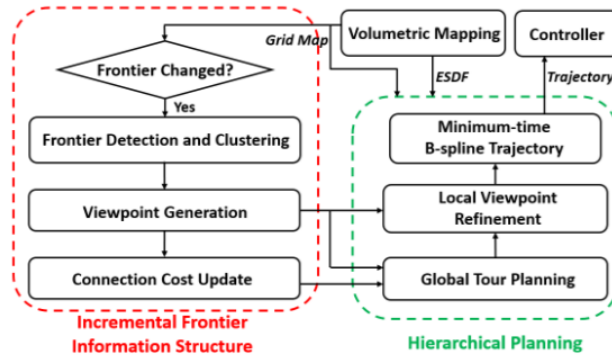 Grid Map
Volumetric Mapping
Controller
Frontier Changed?
ESDF
Trajectory
Yes
Frontier Detection and Clustering
Minimum-time
B-spline Trajectory
Viewpoint Generation
Local Viewpoint
Refinement
Connection Cost Update
Global Tour Planning
Incremental Frontier
Information Structure
Hierarchical Planning